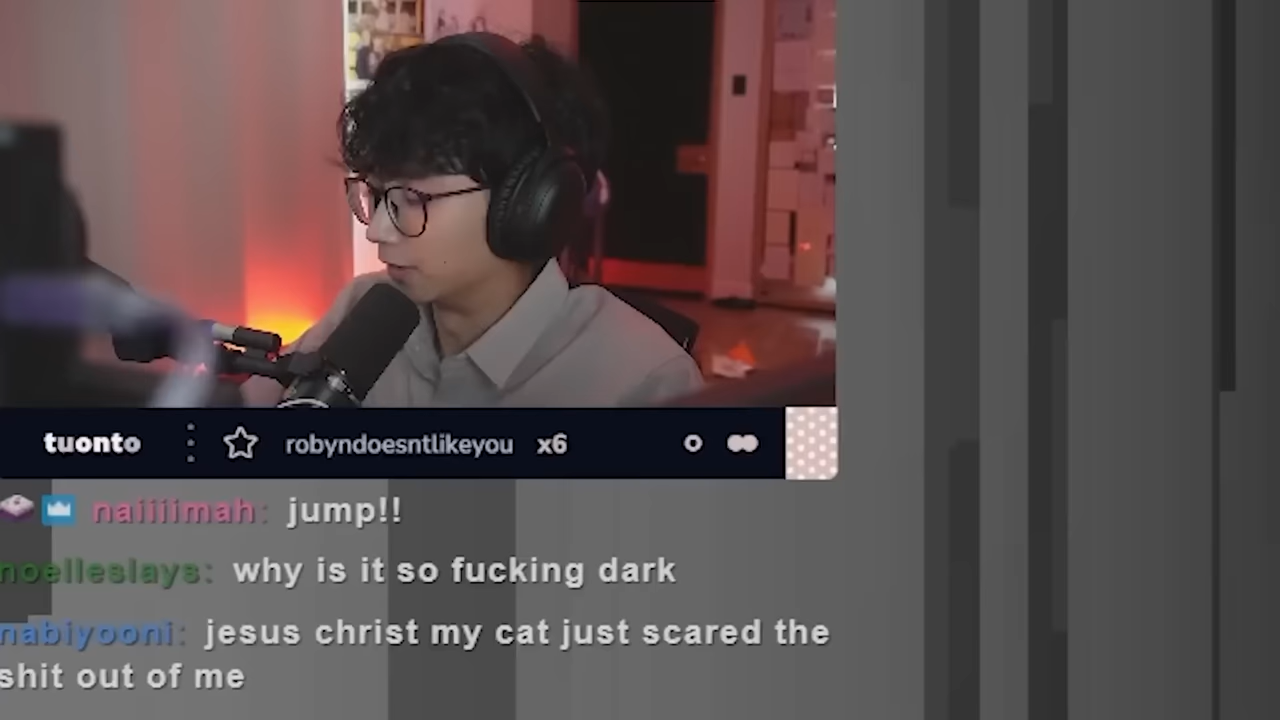 tuonto robyndoesntlikeyou x6
naiiiimah: jump!!
noelleslays: why is it so fucking dark
nabiyooni: jesus christ my cat just scared the
shit out of me